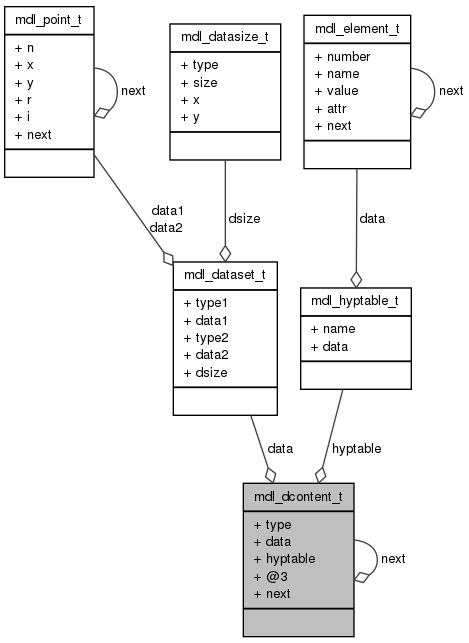 mdl_point_t
+ n
+ x
+ y
+ r
+ i
+ next
next
mdl_datasize_t
+ type
+ size
+ x
+ y
mdl_element_t
+ number
+ name
+ value
+ attr
+ next
next
data1
data2
dsize
data
mdl_dataset_t
+ type1
+ data1
+ type2
+ data2
+ dsize
mdl_hyptable_t
+ name
+ data
data
hyptable
mdl_dcontent_t
+ type
+ data
+ hyptable
+ @3
+ next
next